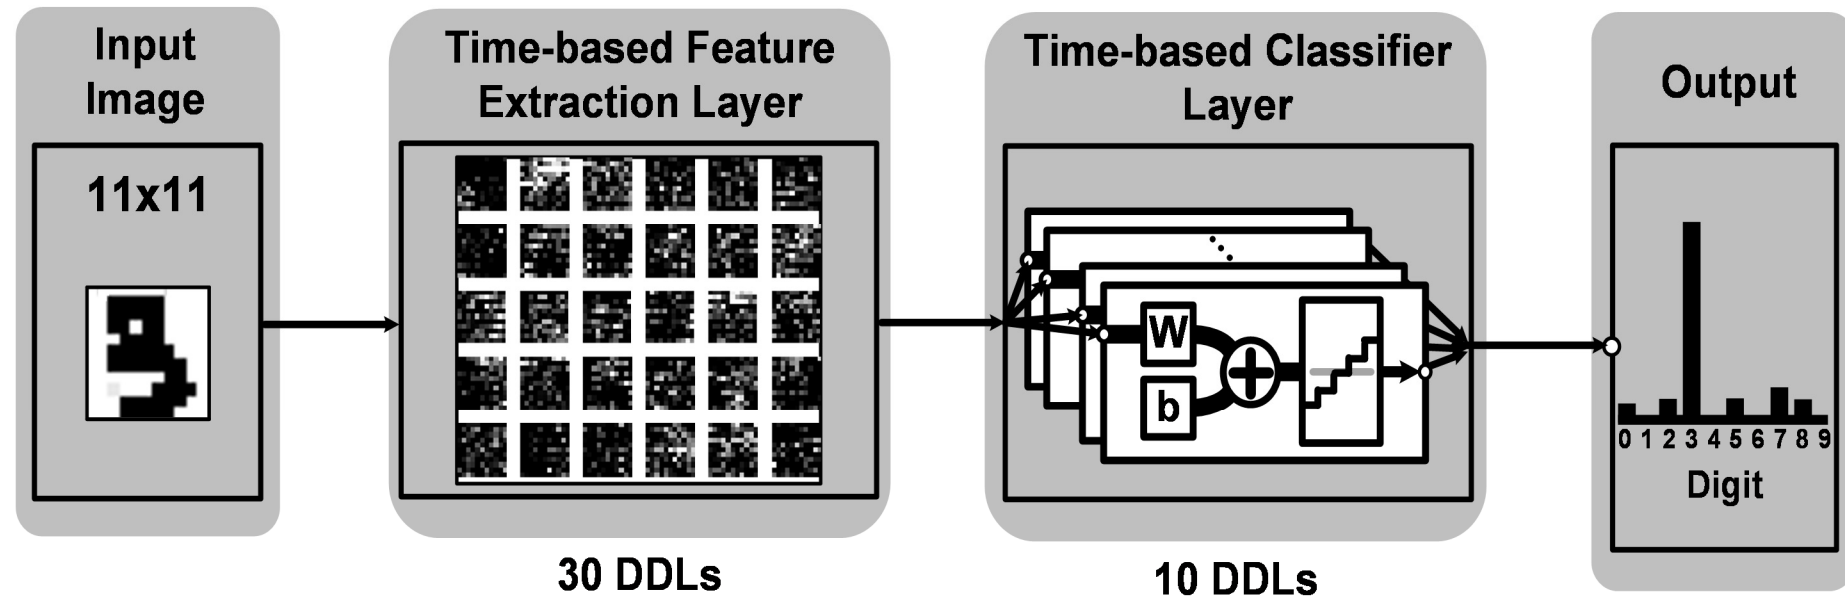 Input
Image
11x11
Time-based Feature
Extraction Layer
30 DDLs
Time-based Classifier
Layer
W
b
10 DDLs
Output
0 1 2 3 4 5 6 7 8 9
Digit